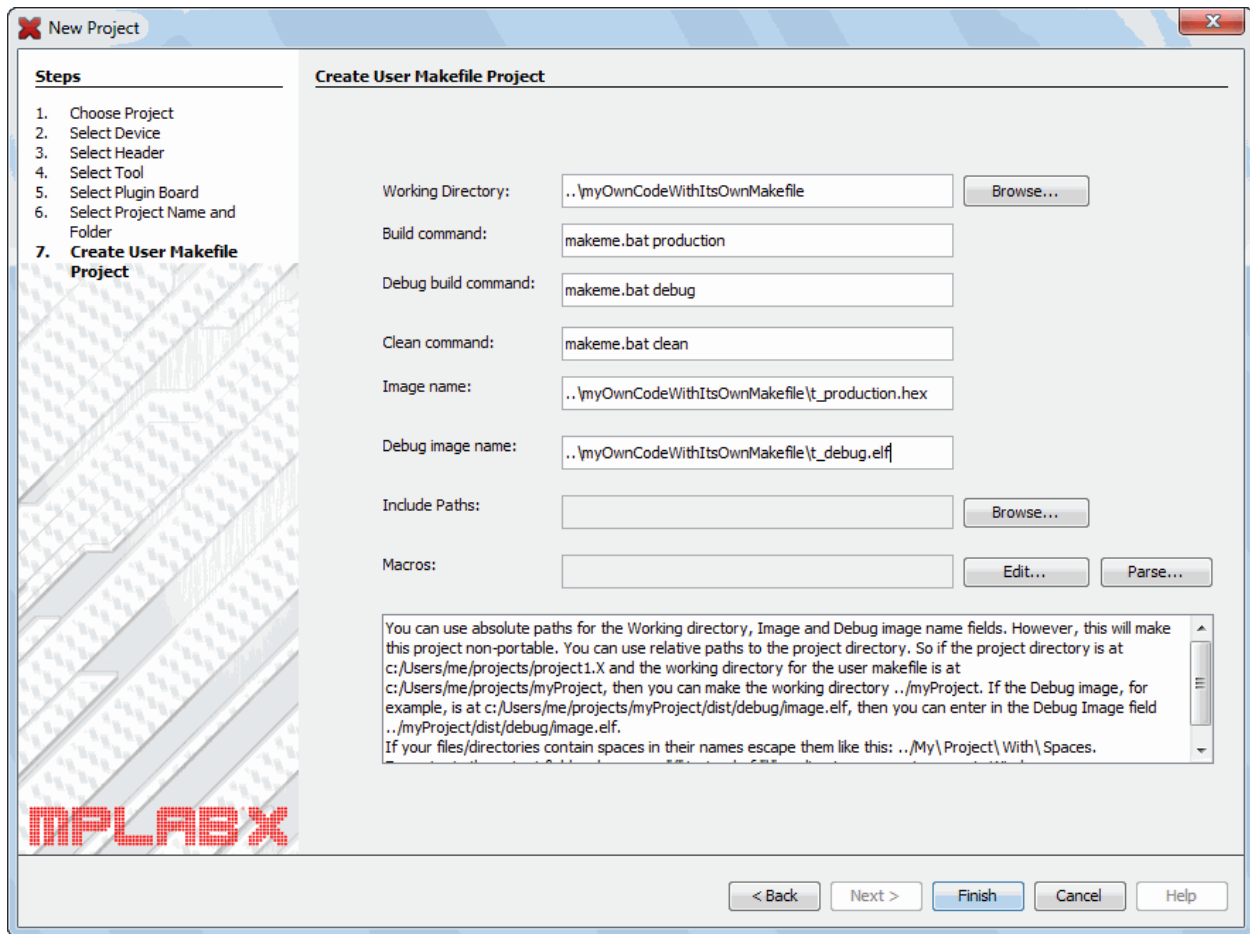 New Project
Steps
1. Choose Project
2. Select Device
3. Select Header
4. Select Tool
5. Select Plugin Board
6. Select Project Name and
Folder
7. Create User Makefile
Project
MPLAB X
Create User Makefile Project
Working Directory: ..\myOwnCodeWithItsOwnMakefile Browse...
Build command: makeme.bat production
Debug build command: makeme.bat debug
Clean command: makeme.bat clean
Image name: ..\myOwnCodeWithItsOwnMakefile\t_production.hex
Debug image name: ..\myOwnCodeWithItsOwnMakefile\t_debug.elf
Include Paths: Browse...
Macros: Edit... Parse...
You can use absolute paths for the Working directory, Image and Debug image name fields. However, this will make
this project non-portable. You can use relative paths to the project directory. So if the project directory is at
c:/Users/me/projects/project1.X and the working directory for the user makefile is at
c:/Users/me/projects/myProject, then you can make the working directory ../myProject. If the Debug image, for
example, is at c:/Users/me/projects/myProject/dist/debug/image.elf, then you can enter in the Debug Image field
../myProject/dist/debug/image.elf.
If your files/directories contain spaces in their names escape them like this: ../My\ Project\ With\ Spaces.
< Back Next > Finish Cancel Help